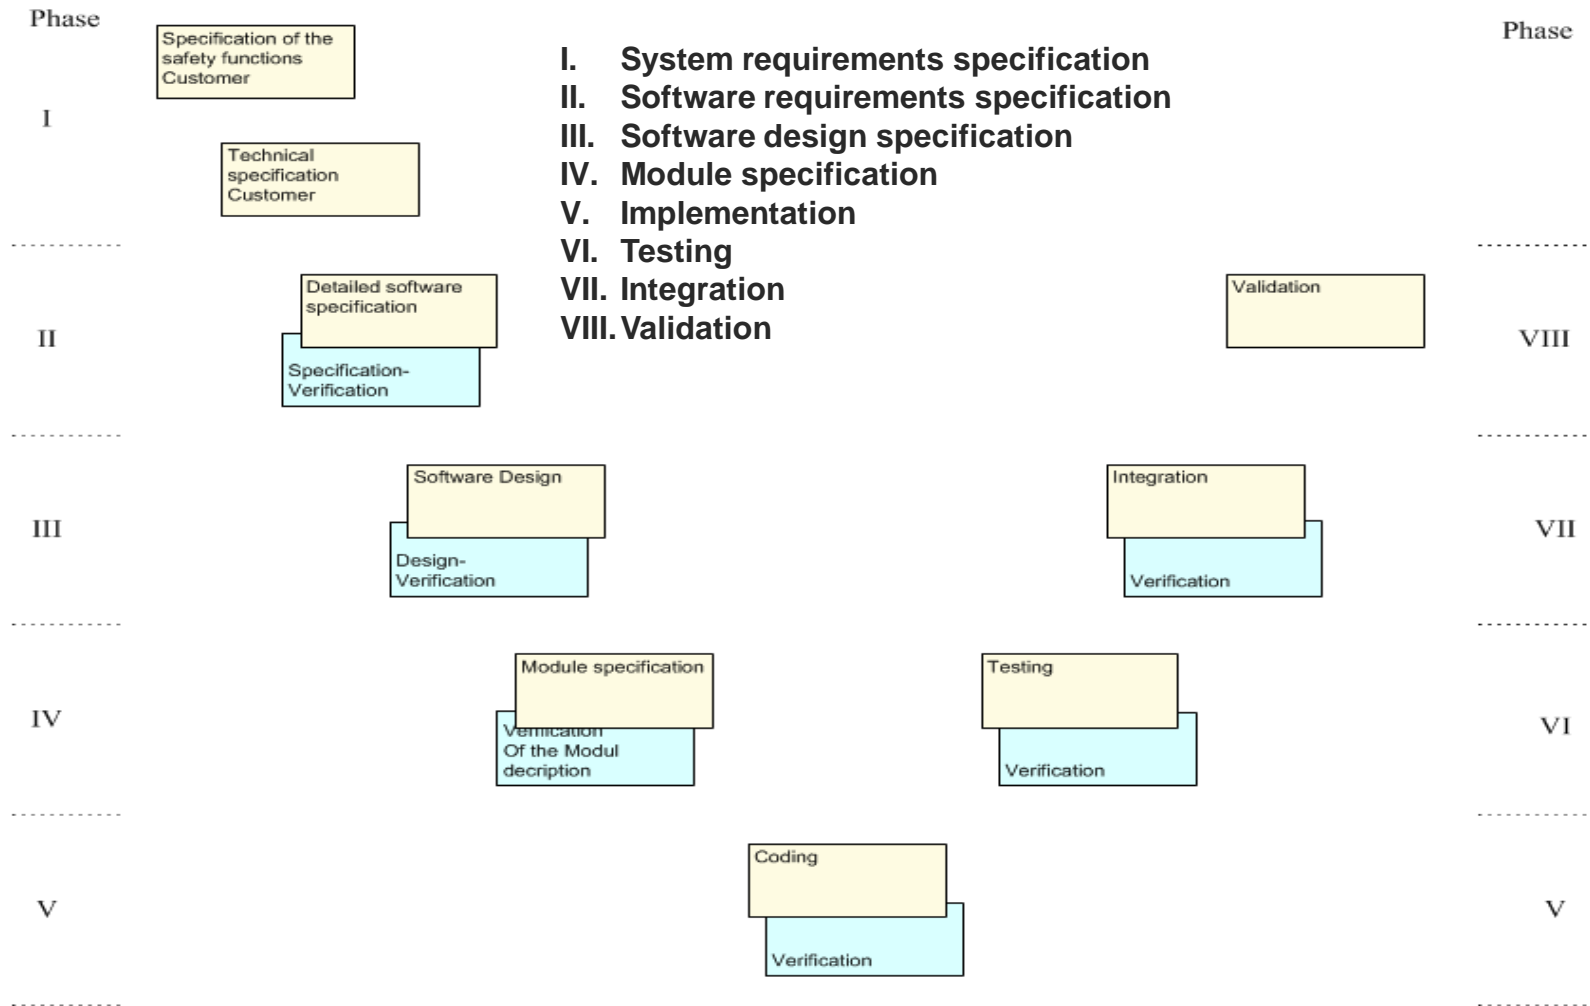 Phase
Phase
Specification of the
safety functions
Customer
I
Technical
specification
Customer
I. System requirements specification
II. Software requirements specification
III. Software design specification
IV. Module specification
V. Implementation
VI. Testing
VII. Integration
VIII. Validation
II
Detailed software
specification
Specification-
Verification
Validation
VIII
III
Software Design
Design-
Verification
Integration
Verification
VII
IV
Module specification
Verification
Of the Modul
decription
Testing
Verification
VI
V
Coding
Verification
V